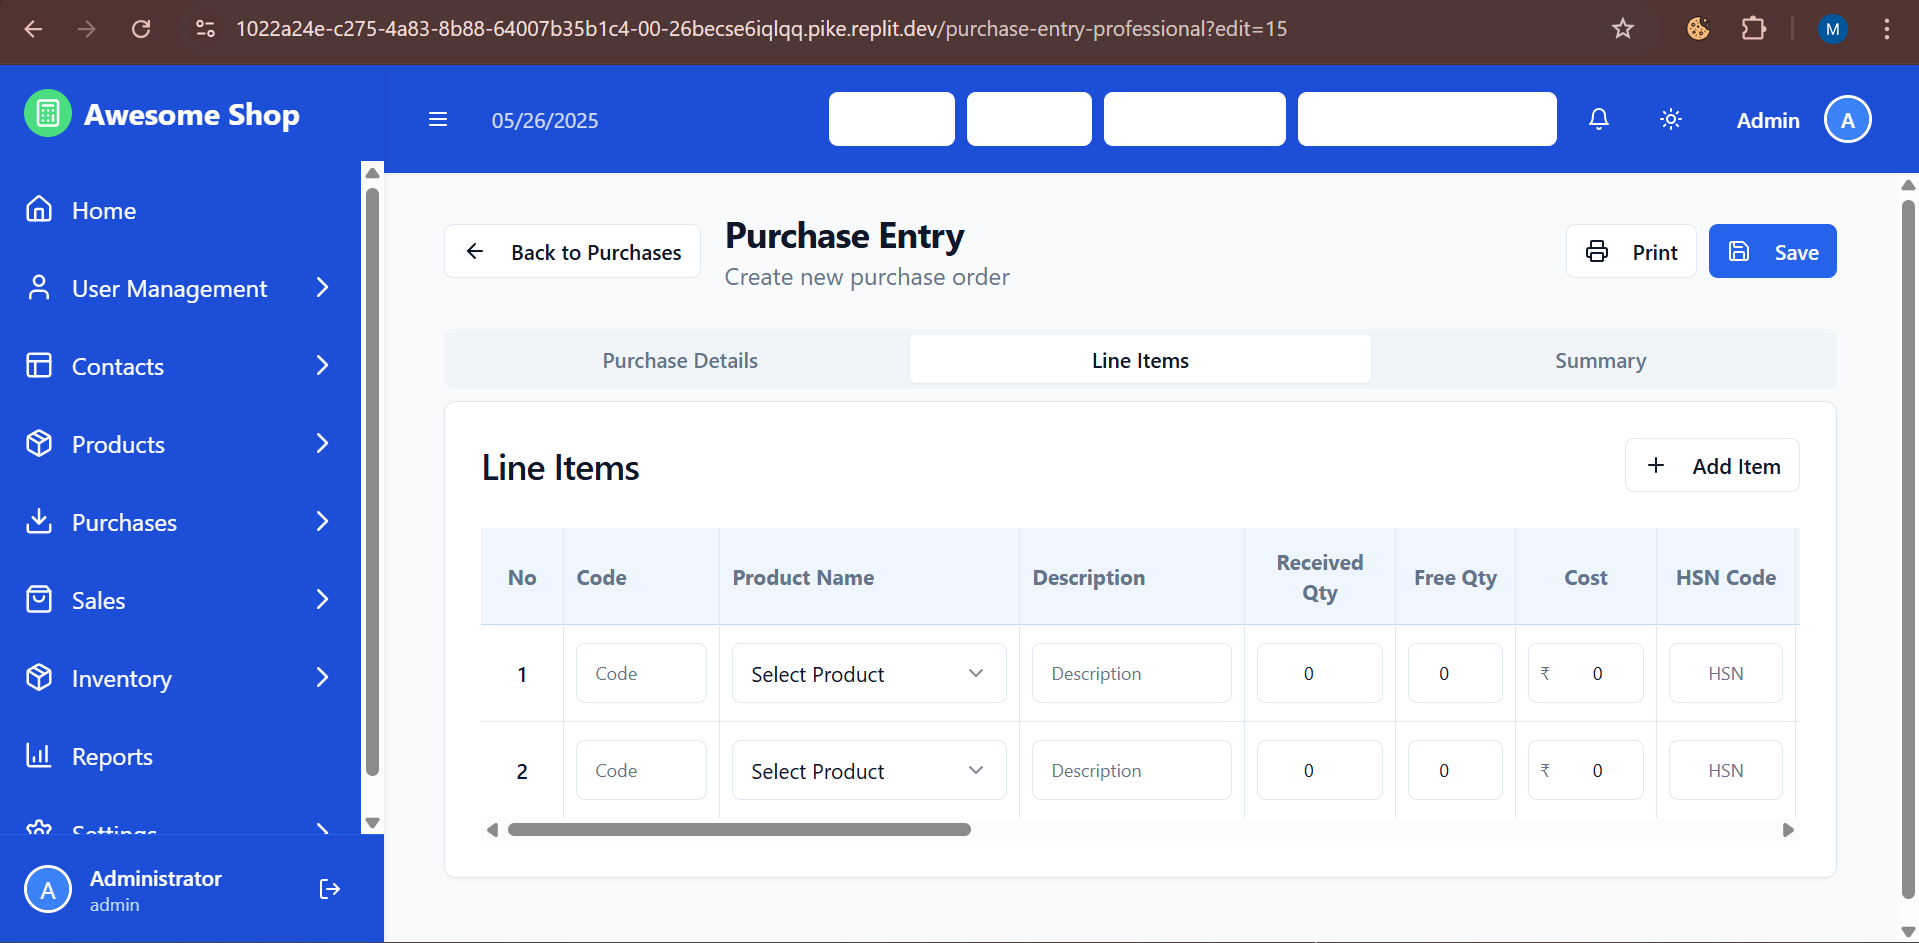 1022a24e-c275-4a83-8b88-64007b35b1c4-00-26becse6iqlqq.pike.replit.dev/purchase-entry-professional?edit=15
M
Awesome Shop
05/26/2025
Admin
A
Home
User Management
Contacts
Products
Purchases
Sales
Inventory
Reports
Settings
A
Administrator
admin
Back to Purchases
Purchase Entry
Create new purchase order
Print
Save
Purchase Details
Line Items
Summary
Line Items
Add Item
No Code Product Name Description Received Qty Free Qty Cost HSN Code
1 Code Select Product Description 0 0 ₹ 0 HSN
2 Code Select Product Description 0 0 ₹ 0 HSN